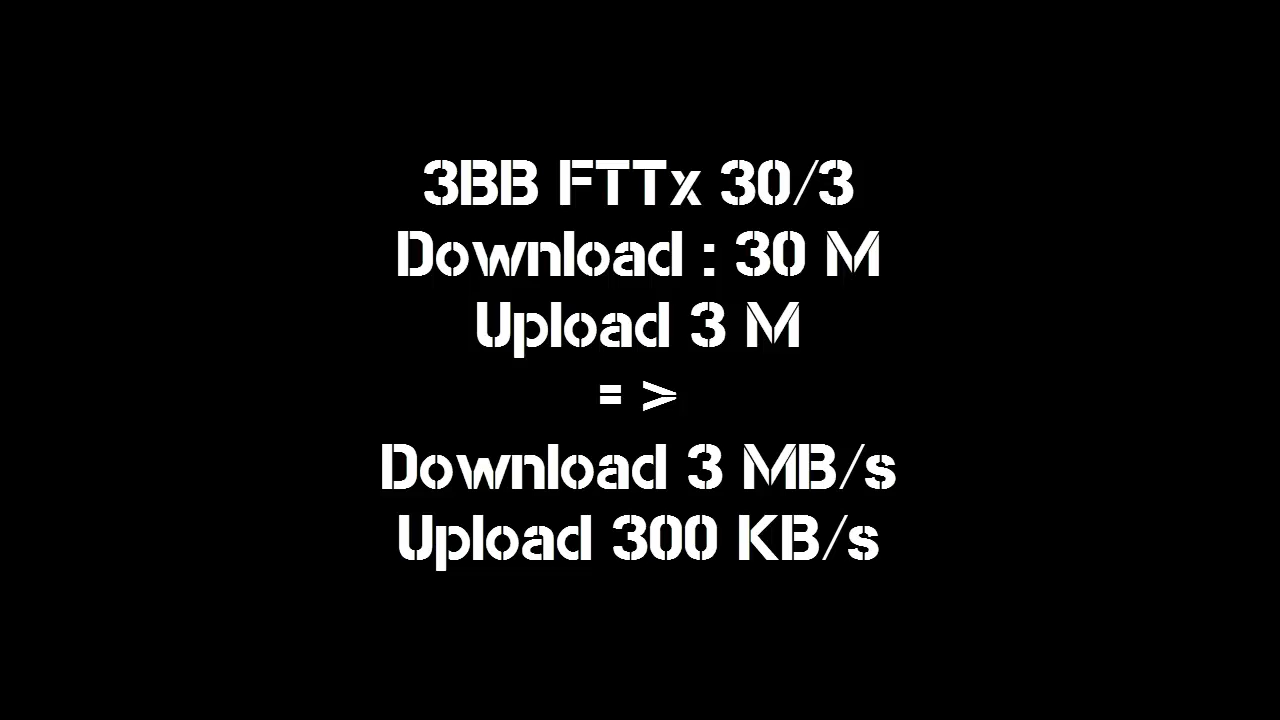 3BB FTTx 30/3
Download : 30 M
Upload 3 M
= >
Download 3 MB/s
Upload 300 KB/s